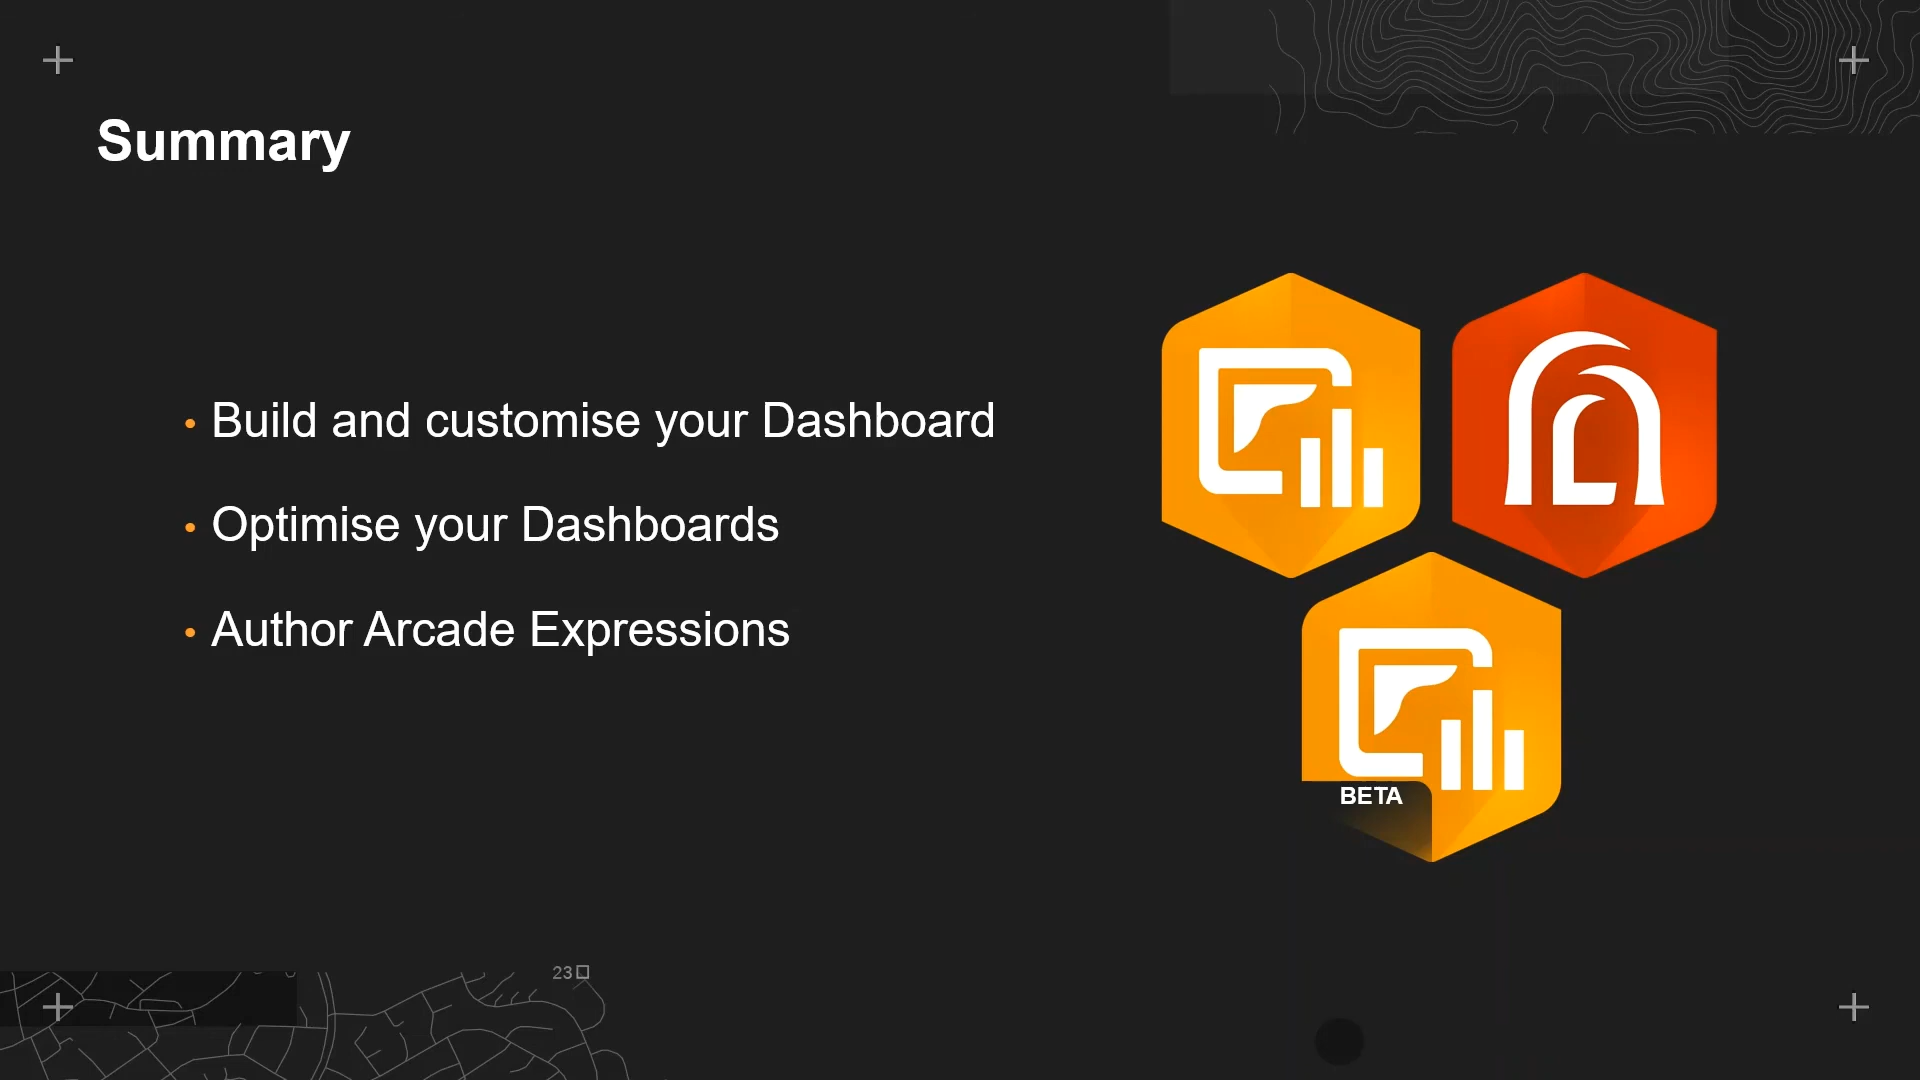 Summary
Build and customise your Dashboard
Optimise your Dashboards
Author Arcade Expressions
BETA
23